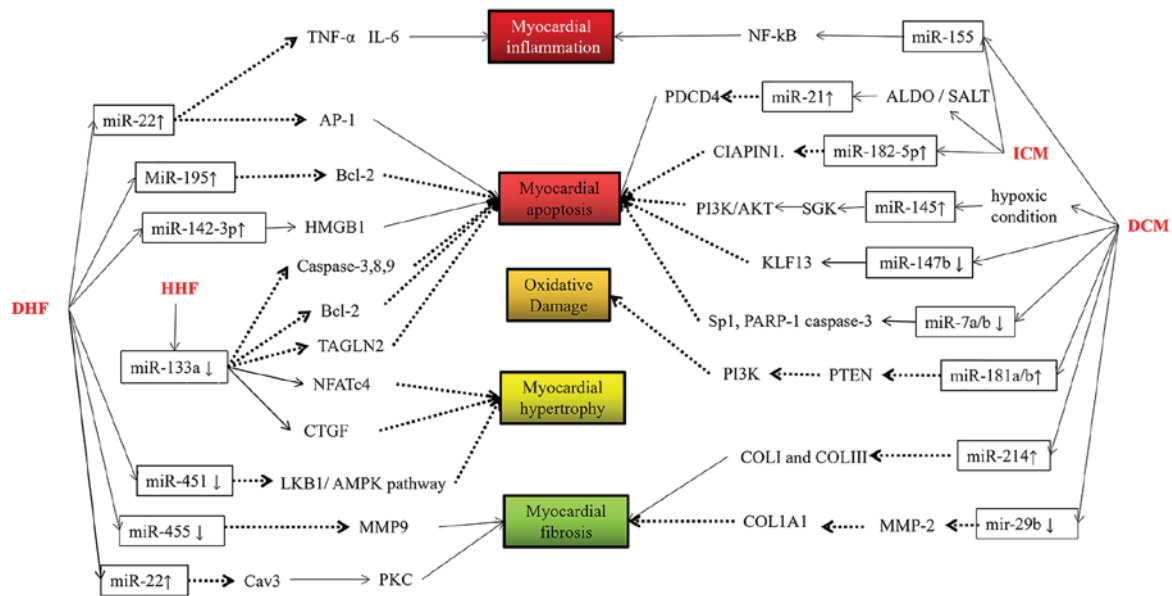 TNF-α IL-6
Myocardial
inflammation
NF-kB
miR-155
miR-22↑
AP-1
PDCD4
miR-21↑
ALDO / SALT
CIAPIN1.
miR-182-5p↑
ICM
MiR-195↑
Bcl-2
Myocardial
apoptosis
PI3K/AKT
SGK
miR-145↑
hypoxic
condition
DCM
miR-142-3p↑
HMGB1
KLF13
miR-147b ↓
Caspase-3,8,9
HHF
DHF
Bcl-2
Oxidative
Damage
Sp1, PARP-1 caspase-3
miR-7a/b ↓
miR-133a ↓
TAGLN2
NFATc4
PI3K
PTEN
miR-181a/b↑
Myocardial
hypertrophy
CTGF
COLI and COLIII
miR-214↑
miR-451 ↓
LKB1/ AMPK pathway
miR-455 ↓
MMP9
Myocardial
fibrosis
COL1A1
MMP-2
mir-29b ↓
miR-22↑
Cav3
PKC